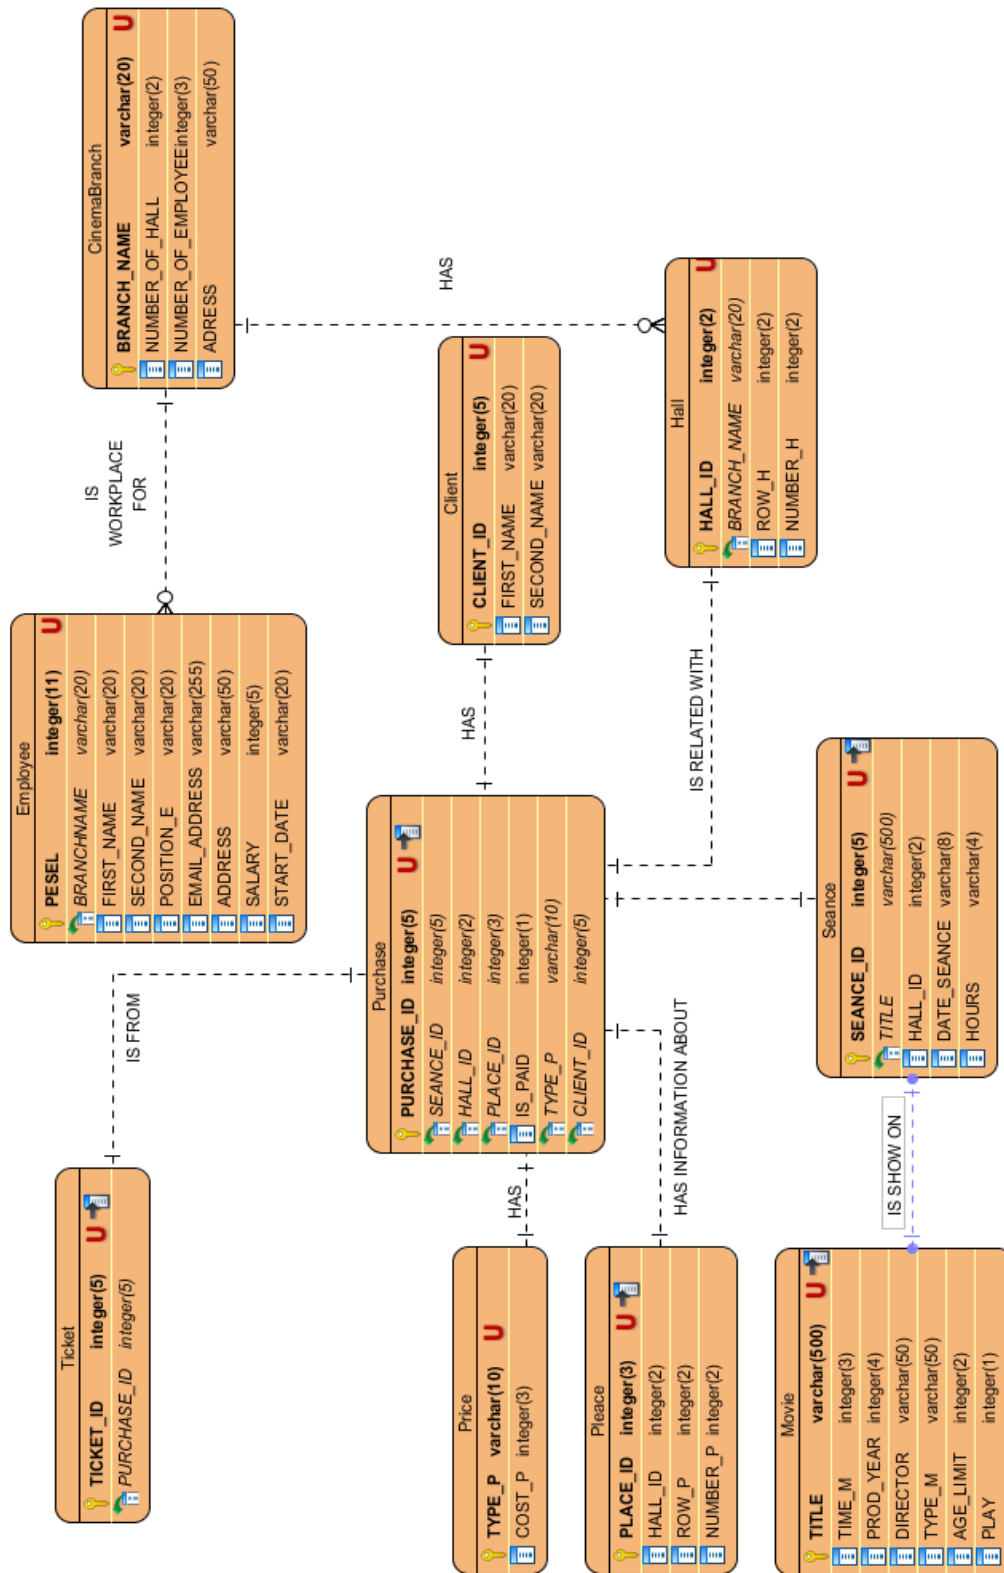 Ticket
TICKET_ID integer(5) U
PURCHASE_ID integer(5)
IS FROM
Employee
PESEL integer(11) U
BRANCHNAME varchar(20)
FIRST_NAME varchar(20)
SECOND_NAME varchar(20)
POSITION_E varchar(20)
EMAIL_ADDRESS varchar(255)
ADDRESS varchar(50)
SALARY integer(5)
START_DATE varchar(20)
IS
WORKPLACE
FOR
CinemaBranch
BRANCH_NAME varchar(20) U
NUMBER_OF_HALL integer(2)
NUMBER_OF_EMPLOYEE integer(3)
ADRESS varchar(50)
HAS
Price
TYPE_P varchar(10) U
COST_P integer(3)
HAS
Purchase
PURCHASE_ID integer(5) U
SEANCE_ID integer(5)
HALL_ID integer(2)
PLACE_ID integer(3)
IS_PAID integer(1)
TYPE_P varchar(10)
CLIENT_ID integer(5)
HAS
Client
CLIENT_ID integer(5) U
FIRST_NAME varchar(20)
SECOND_NAME varchar(20)
Pleace
PLACE_ID integer(3) U
HALL_ID integer(2)
ROW_P integer(2)
NUMBER_P integer(2)
HAS INFORMATION ABOUT
IS RELATED WITH
Hall
HALL_ID integer(2) U
BRANCH_NAME varchar(20)
ROW_H integer(2)
NUMBER_H integer(2)
Movie
TITLE varchar(500) U
TIME_M integer(3)
PROD_YEAR integer(4)
DIRECTOR varchar(50)
TYPE_M varchar(50)
AGE_LIMIT integer(2)
PLAY integer(1)
IS SHOW ON
Seance
SEANCE_ID integer(5) U
TITLE varchar(500)
HALL_ID integer(2)
DATE_SEANCE varchar(8)
HOURS varchar(4)